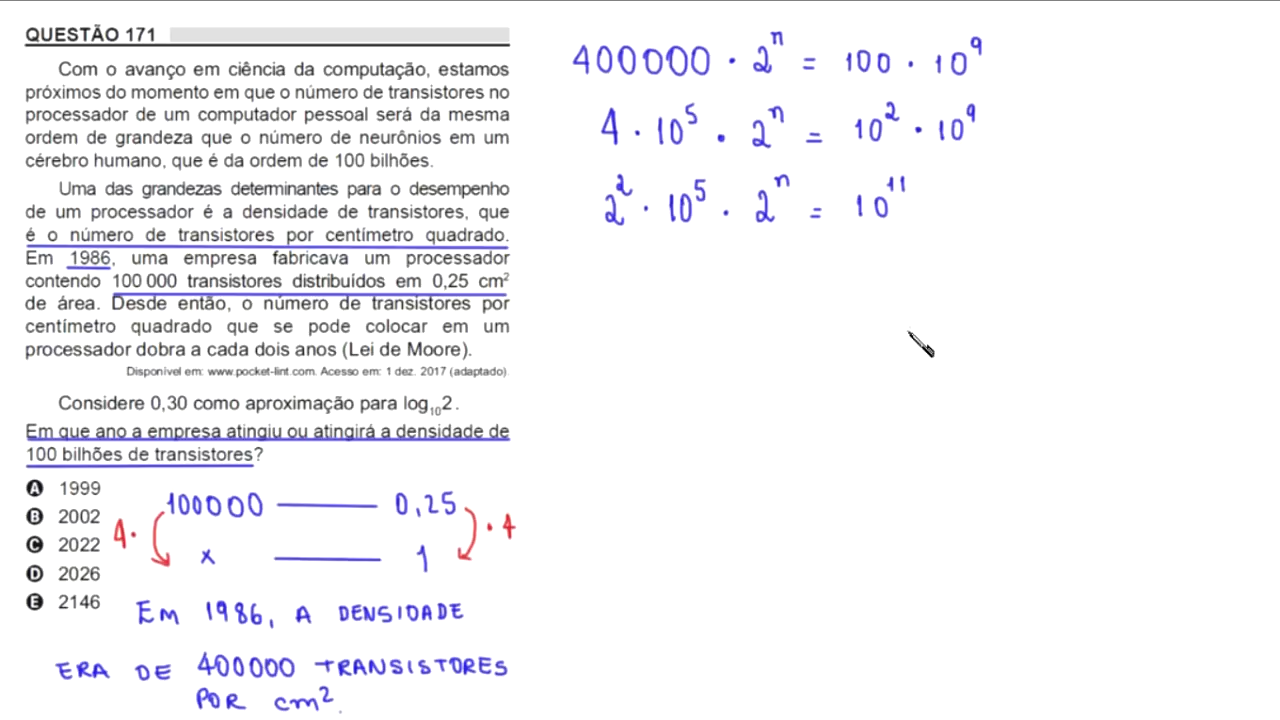 QUESTÃO 171
Com o avanço em ciência da computação, estamos
próximos do momento em que o número de transistores no
processador de um computador pessoal será da mesma
ordem de grandeza que o número de neurônios em um
cérebro humano, que é da ordem de 100 bilhões.
Uma das grandezas determinantes para o desempenho
de um processador é a densidade de transistores, que
é o número de transistores por centímetro quadrado.
Em 1986, uma empresa fabricava um processador
contendo 100 000 transistores distribuídos em 0,25 cm²
de área. Desde então, o número de transistores por
centímetro quadrado que se pode colocar em um
processador dobra a cada dois anos (Lei de Moore).
Disponível em: www.pocket-lint.com. Acesso em: 1 dez. 2017 (adaptado).
Considere 0,30 como aproximação para log₁₀2.
Em que ano a empresa atingiu ou atingirá a densidade de
100 bilhões de transistores?
A 1999
B 2002
C 2022
D 2026
E 2146
100000 —— 0,25
4· · 4
x —— 1
EM 1986, A DENSIDADE
ERA DE 400000 TRANSISTORES
POR cm².
400000 · 2ⁿ = 100 · 10⁹
4 · 10⁵ · 2ⁿ = 10² · 10⁹
2² · 10⁵ · 2ⁿ = 10¹¹